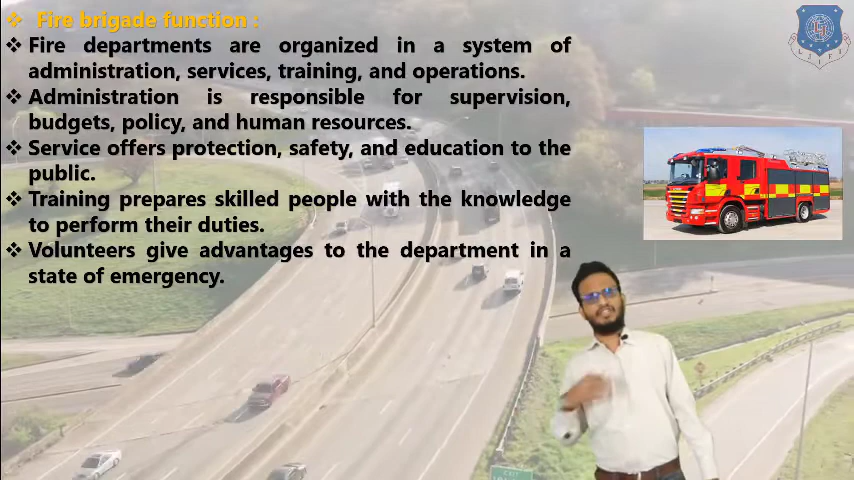 ❖ Fire brigade function :
❖ Fire departments are organized in a system of
administration, services, training, and operations.
❖ Administration is responsible for supervision,
budgets, policy, and human resources.
❖ Service offers protection, safety, and education to the
public.
❖ Training prepares skilled people with the knowledge
to perform their duties.
❖ Volunteers give advantages to the department in a
state of emergency.